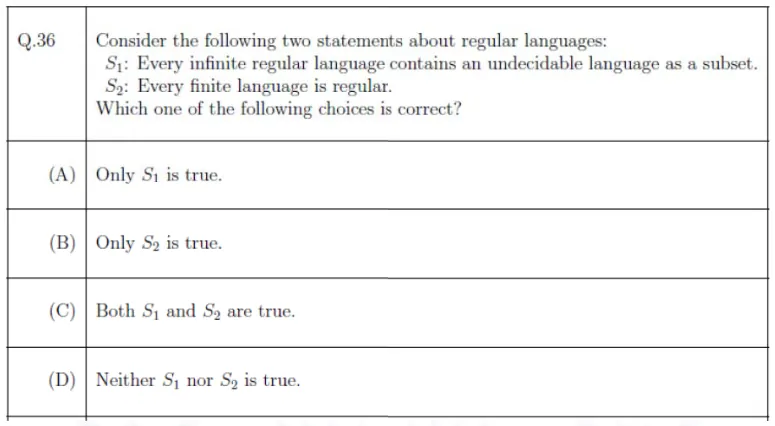 Q.36 Consider the following two statements about regular languages:
S₁: Every infinite regular language contains an undecidable language as a subset.
S₂: Every finite language is regular.
Which one of the following choices is correct?
(A) Only S₁ is true.
(B) Only S₂ is true.
(C) Both S₁ and S₂ are true.
(D) Neither S₁ nor S₂ is true.